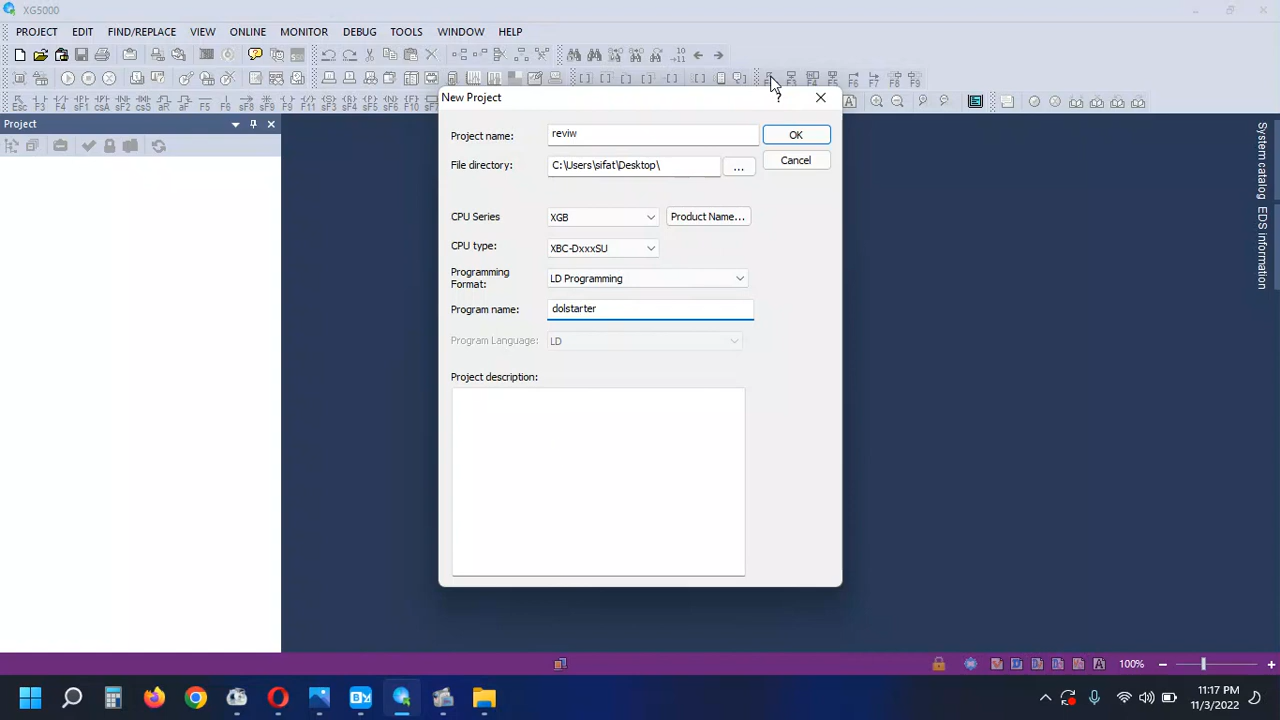 XG5000
PROJECT EDIT FIND/REPLACE VIEW ONLINE MONITOR DEBUG TOOLS WINDOW HELP
Project
New Project
Project name: reviw OK
File directory: C:\Users\sifat\Desktop\ ... Cancel
CPU Series XGB Product Name...
CPU type: XBC-DxxxSU
Programming
Format: LD Programming
Program name: dolstarter
Program Language: LD
Project description:
System catalog
EDS information
100%
11:17 PM
11/3/2022